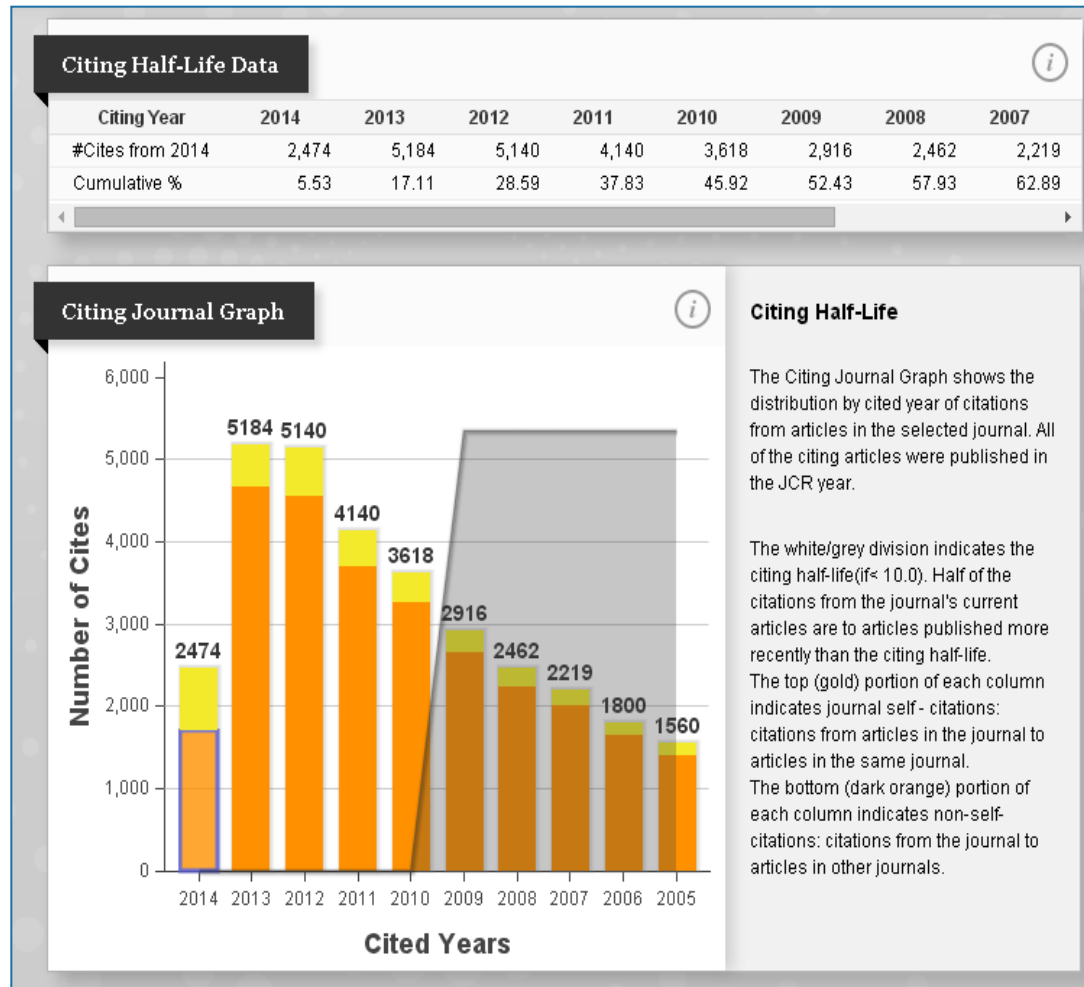 Citing Half-Life Data
i
Citing Year 2014 2013 2012 2011 2010 2009 2008 2007
#Cites from 2014 2,474 5,184 5,140 4,140 3,618 2,916 2,462 2,219
Cumulative % 5.53 17.11 28.59 37.83 45.92 52.43 57.93 62.89
Citing Journal Graph
i
6,000
5,000
4,000
3,000
2,000
1,000
0
Number of Cites
2474
5184
5140
4140
3618
2916
2462
2219
1800
1560
2014 2013 2012 2011 2010 2009 2008 2007 2006 2005
Cited Years
Citing Half-Life
The Citing Journal Graph shows the
distribution by cited year of citations
from articles in the selected journal. All
of the citing articles were published in
the JCR year.
The white/grey division indicates the
citing half-life(if< 10.0). Half of the
citations from the journal's current
articles are to articles published more
recently than the citing half-life.
The top (gold) portion of each column
indicates journal self - citations:
citations from articles in the journal to
articles in the same journal.
The bottom (dark orange) portion of
each column indicates non-self-
citations: citations from the journal to
articles in other journals.